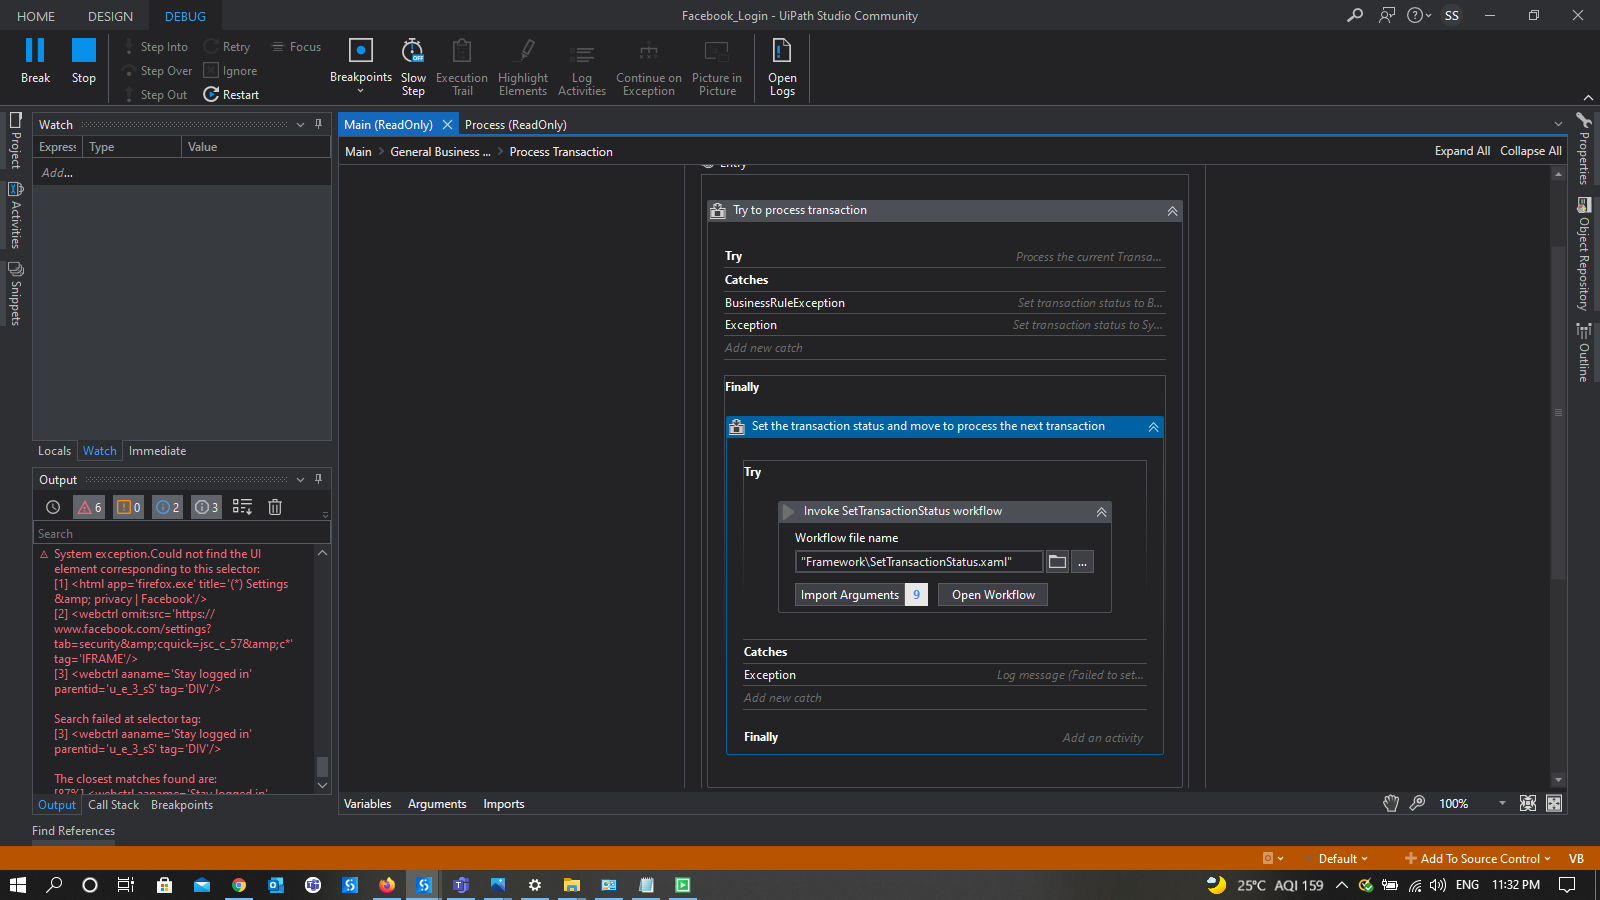 HOME DESIGN DEBUG
Facebook_Login - UiPath Studio Community
SS
Break
Stop
Step Into
Step Over
Step Out
Retry
Ignore
Restart
Focus
Breakpoints
Slow Step
OFF
Execution Trail
Highlight Elements
Log Activities
Continue on Exception
Picture in Picture
Open Logs
Project
Activities
Snippets
Watch
Express Type Value
Add...
Locals Watch Immediate
Output
6 0 2 3
Search
System exception.Could not find the UI
element corresponding to this selector:
[1] <html app='firefox.exe' title='(*) Settings
&amp; privacy | Facebook'/>
[2] <webctrl omit:src='https://
www.facebook.com/settings?
tab=security&amp;cquick=jsc_c_57&amp;c*'
tag='IFRAME'/>
[3] <webctrl aaname='Stay logged in'
parentid='u_e_3_sS' tag='DIV'/>
Search failed at selector tag:
[3] <webctrl aaname='Stay logged in'
parentid='u_e_3_sS' tag='DIV'/>
The closest matches found are:
[87%] <webctrl aaname='Stay logged in'
Output Call Stack Breakpoints
Find References
Main (ReadOnly) Process (ReadOnly)
Main General Business ... Process Transaction
Expand All Collapse All
Entry
Try to process transaction
Try Process the current Transa...
Catches
BusinessRuleException Set transaction status to B...
Exception Set transaction status to Sy...
Add new catch
Finally
Set the transaction status and move to process the next transaction
Try
Invoke SetTransactionStatus workflow
Workflow file name
"Framework\SetTransactionStatus.xaml"
...
Import Arguments 9 Open Workflow
Catches
Exception Log message (Failed to set...
Add new catch
Finally Add an activity
Variables Arguments Imports
100%
Properties
Object Repository
Outline
Default Add To Source Control VB
25°C AQI 159 ENG 11:32 PM